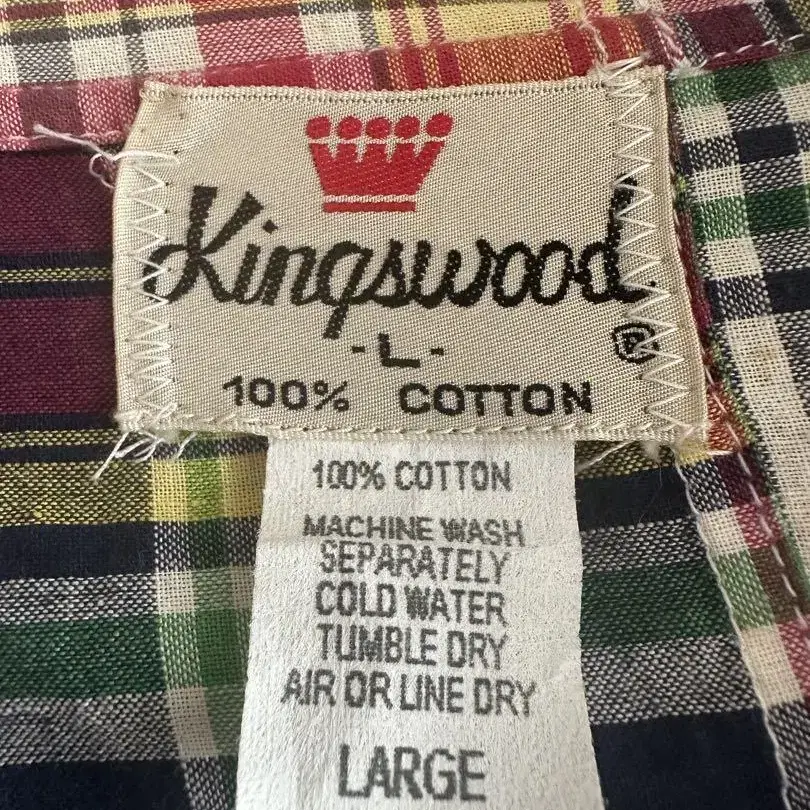 Kingswood
-L- ®
100% COTTON
100% COTTON
MACHINE WASH
SEPARATELY
COLD WATER
TUMBLE DRY
AIR OR LINE DRY
LARGE